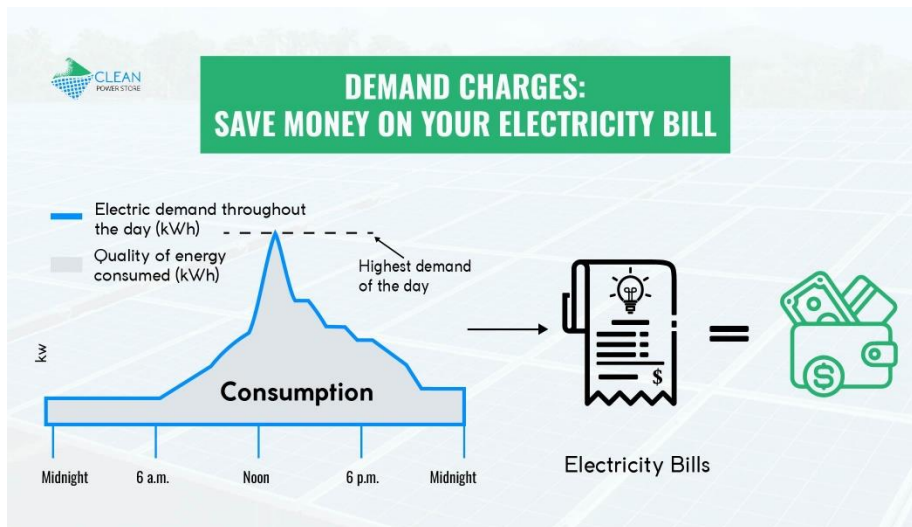 CLEAN
POWER STORE
DEMAND CHARGES:
SAVE MONEY ON YOUR ELECTRICITY BILL
Electric demand throughout
the day (kWh)
Quality of energy
consumed (kWh)
Highest demand
of the day
kw
Consumption
Midnight
6 a.m.
Noon
6 p.m.
Midnight
$
Electricity Bills
$